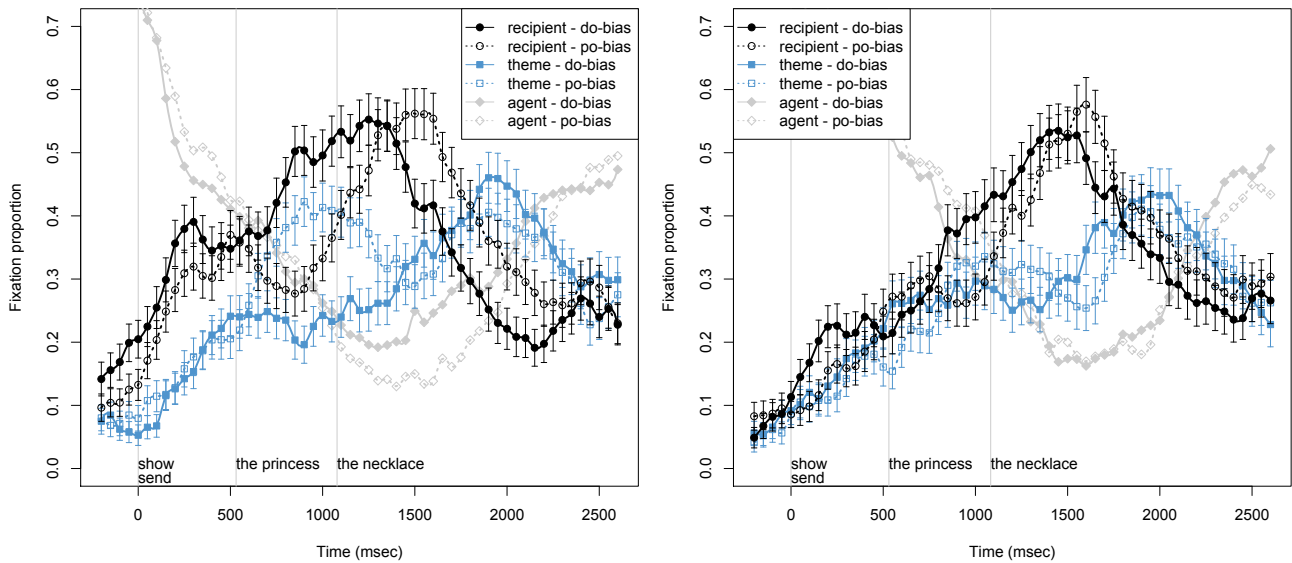 0.0 0.1 0.2 0.3 0.4 0.5 0.6 0.7
Fixation proportion
recipient - do-bias
recipient - po-bias
theme - do-bias
theme - po-bias
agent - do-bias
agent - po-bias
show
send
the princess
the necklace
0 500 1000 1500 2000 2500
Time (msec)
0.0 0.1 0.2 0.3 0.4 0.5 0.6 0.7
Fixation proportion
recipient - do-bias
recipient - po-bias
theme - do-bias
theme - po-bias
agent - do-bias
agent - po-bias
show
send
the princess
the necklace
0 500 1000 1500 2000 2500
Time (msec)